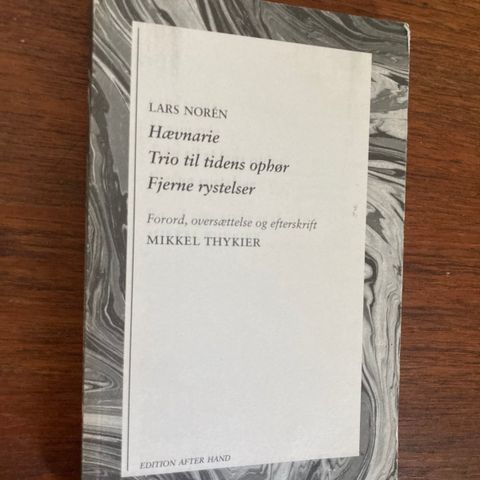 LARS NORÉN
Hævnarie
Trio til tidens ophør
Fjerne rystelser
Forord, oversættelse og efterskrift
MIKKEL THYKIER
EDITION AFTER HAND